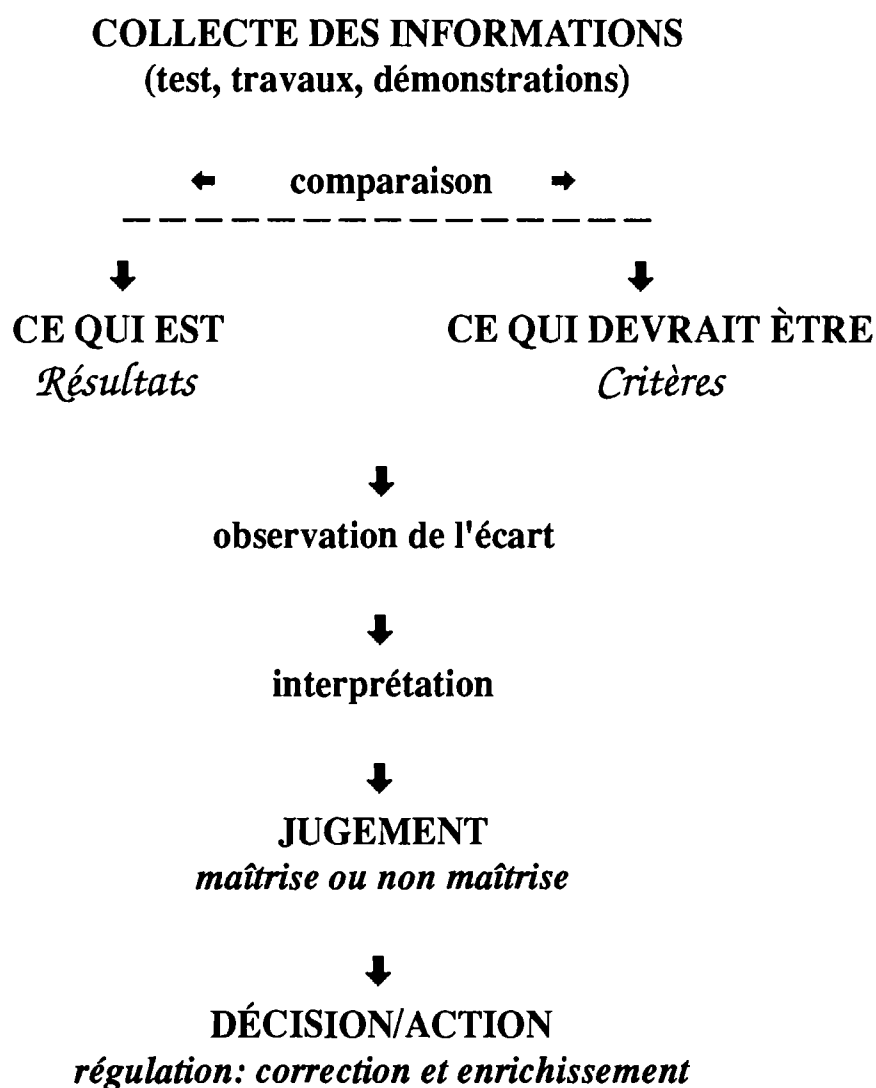 COLLECTE DES INFORMATIONS
(test, travaux, démonstrations)
comparaison
CE QUI EST
Résultats
CE QUI DEVRAIT ÈTRE
Critères
observation de l'écart
interprétation
JUGEMENT
maîtrise ou non maîtrise
DÉCISION/ACTION
régulation: correction et enrichissement